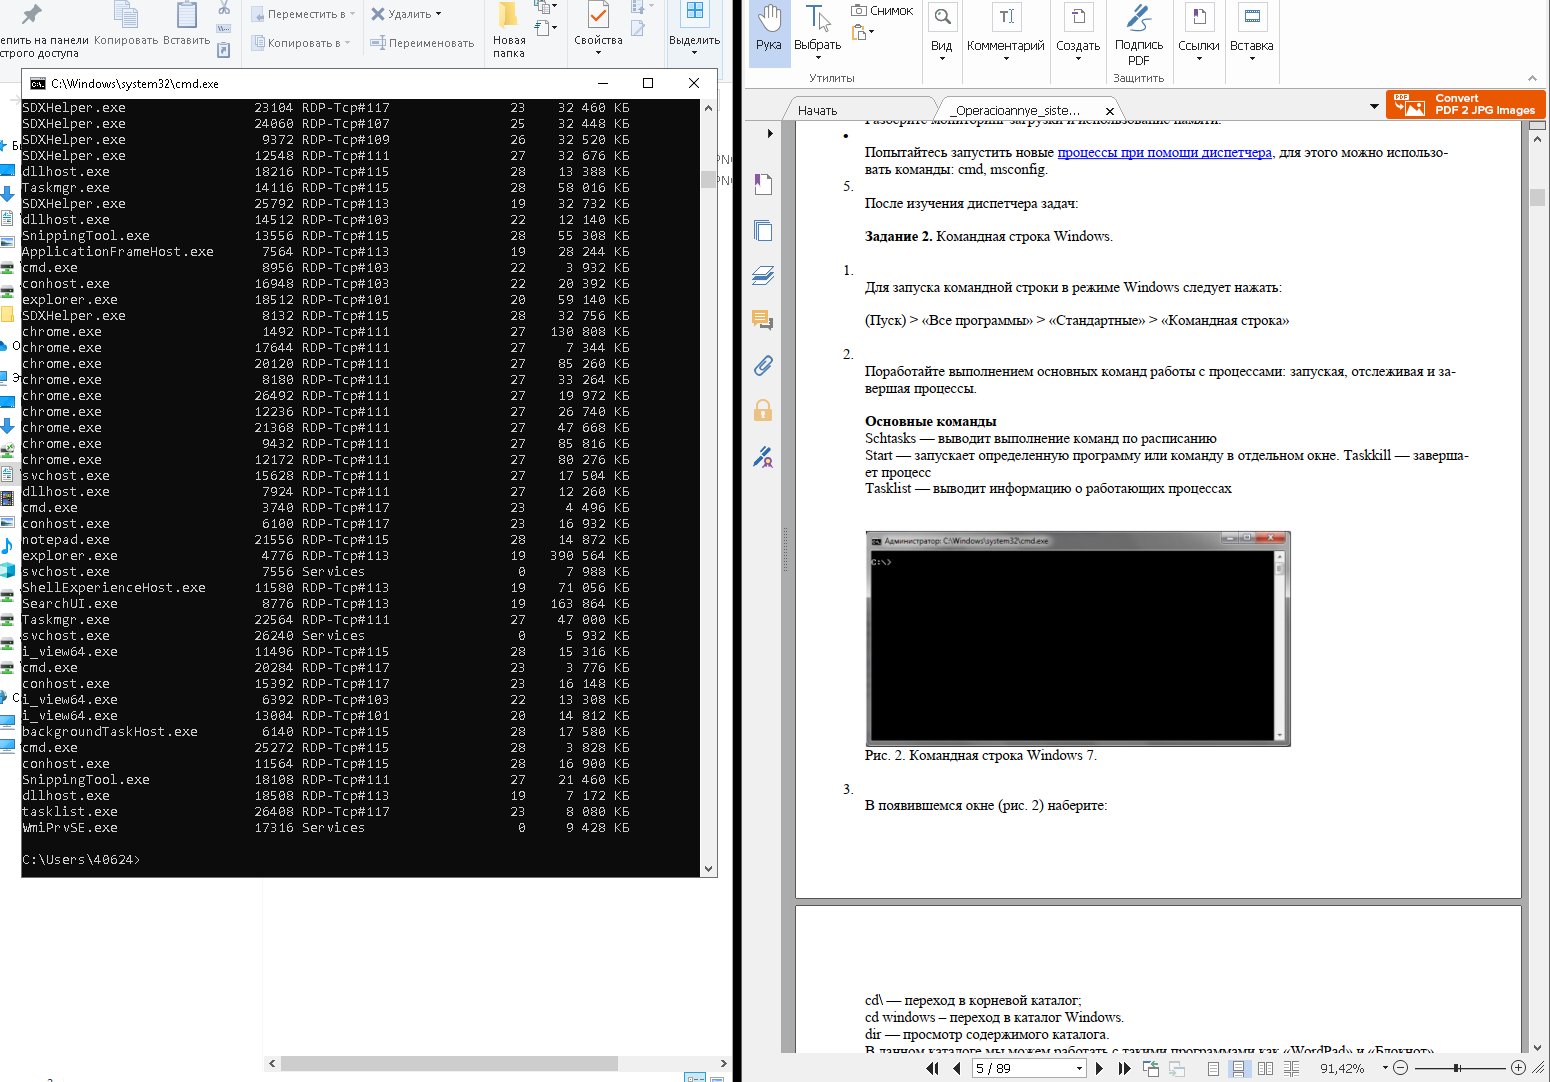 епить на панели
строго доступа
Копировать
Вставить
Переместить в
Копировать в
Удалить
Переименовать
Новая
папка
Свойства
Выделить
C:\Windows\system32\cmd.exe
SDXHelper.exe 23104 RDP-Tcp#117 23 32 460 КБ
SDXHelper.exe 24060 RDP-Tcp#107 25 32 448 КБ
SDXHelper.exe 9372 RDP-Tcp#109 26 32 520 КБ
SDXHelper.exe 12548 RDP-Tcp#111 27 32 676 КБ
dllhost.exe 18216 RDP-Tcp#115 28 13 388 КБ
Taskmgr.exe 14116 RDP-Tcp#115 28 58 016 КБ
SDXHelper.exe 25792 RDP-Tcp#113 19 32 732 КБ
dllhost.exe 14512 RDP-Tcp#103 22 12 140 КБ
SnippingTool.exe 13556 RDP-Tcp#115 28 55 308 КБ
ApplicationFrameHost.exe 7564 RDP-Tcp#113 19 28 244 КБ
cmd.exe 8956 RDP-Tcp#103 22 3 932 КБ
conhost.exe 16948 RDP-Tcp#103 22 20 392 КБ
explorer.exe 18512 RDP-Tcp#101 20 59 140 КБ
SDXHelper.exe 8132 RDP-Tcp#115 28 32 756 КБ
chrome.exe 1492 RDP-Tcp#111 27 130 808 КБ
chrome.exe 17644 RDP-Tcp#111 27 7 344 КБ
chrome.exe 20120 RDP-Tcp#111 27 85 260 КБ
chrome.exe 8180 RDP-Tcp#111 27 33 264 КБ
chrome.exe 26492 RDP-Tcp#111 27 19 972 КБ
chrome.exe 12236 RDP-Tcp#111 27 26 740 КБ
chrome.exe 21368 RDP-Tcp#111 27 47 668 КБ
chrome.exe 9432 RDP-Tcp#111 27 85 816 КБ
chrome.exe 12172 RDP-Tcp#111 27 80 276 КБ
svchost.exe 15628 RDP-Tcp#111 27 17 504 КБ
dllhost.exe 7924 RDP-Tcp#111 27 12 260 КБ
cmd.exe 3740 RDP-Tcp#117 23 4 496 КБ
conhost.exe 6100 RDP-Tcp#117 23 16 932 КБ
notepad.exe 21556 RDP-Tcp#115 28 14 872 КБ
explorer.exe 4776 RDP-Tcp#113 19 390 564 КБ
svchost.exe 7556 Services 0 7 988 КБ
ShellExperienceHost.exe 11580 RDP-Tcp#113 19 71 056 КБ
SearchUI.exe 8776 RDP-Tcp#113 19 163 864 КБ
Taskmgr.exe 22564 RDP-Tcp#111 27 47 000 КБ
svchost.exe 26240 Services 0 5 932 КБ
i_view64.exe 11496 RDP-Tcp#115 28 15 316 КБ
cmd.exe 20284 RDP-Tcp#117 23 3 776 КБ
conhost.exe 15392 RDP-Tcp#117 23 16 148 КБ
i_view64.exe 6392 RDP-Tcp#103 22 13 308 КБ
i_view64.exe 13004 RDP-Tcp#101 20 14 812 КБ
backgroundTaskHost.exe 6140 RDP-Tcp#115 28 17 580 КБ
cmd.exe 25272 RDP-Tcp#115 28 3 828 КБ
conhost.exe 11564 RDP-Tcp#115 28 16 900 КБ
SnippingTool.exe 18108 RDP-Tcp#111 27 21 460 КБ
dllhost.exe 18508 RDP-Tcp#113 19 7 172 КБ
tasklist.exe 26408 RDP-Tcp#117 23 8 080 КБ
WmiPrvSE.exe 17316 Services 0 9 428 КБ
C:\Users\40624>
Рука
Выбрать
Снимок
Утилиты
Вид
Комментарий
Создать
Подпись
PDF
Защитить
Ссылки
Вставка
Начать
_Operacioannye_siste...
Convert
PDF 2 JPG Images
Разберите мониторинг загрузки и использование памяти.
•
Попытайтесь запустить новые процессы при помощи диспетчера, для этого можно использо-
вать команды: cmd, msconfig.
5.
После изучения диспетчера задач:
Задание 2. Командная строка Windows.
1.
Для запуска командной строки в режиме Windows следует нажать:
(Пуск) > «Все программы» > «Стандартные» > «Командная строка»
2.
Поработайте выполнением основных команд работы с процессами: запуская, отслеживая и за-
вершая процессы.
Основные команды
Schtasks — выводит выполнение команд по расписанию
Start — запускает определенную программу или команду в отдельном окне. Taskkill — заверша-
ет процесс
Tasklist — выводит информацию о работающих процессах
Администратор: C:\Windows\system32\cmd.exe
C:\>
Рис. 2. Командная строка Windows 7.
3.
В появившемся окне (рис. 2) наберите:
cd\ — переход в корневой каталог;
cd windows – переход в каталог Windows.
dir — просмотр содержимого каталога.
В данном каталоге мы можем работать с такими программами как «WordPad» и «Блокнот».
5 / 89
91,42%